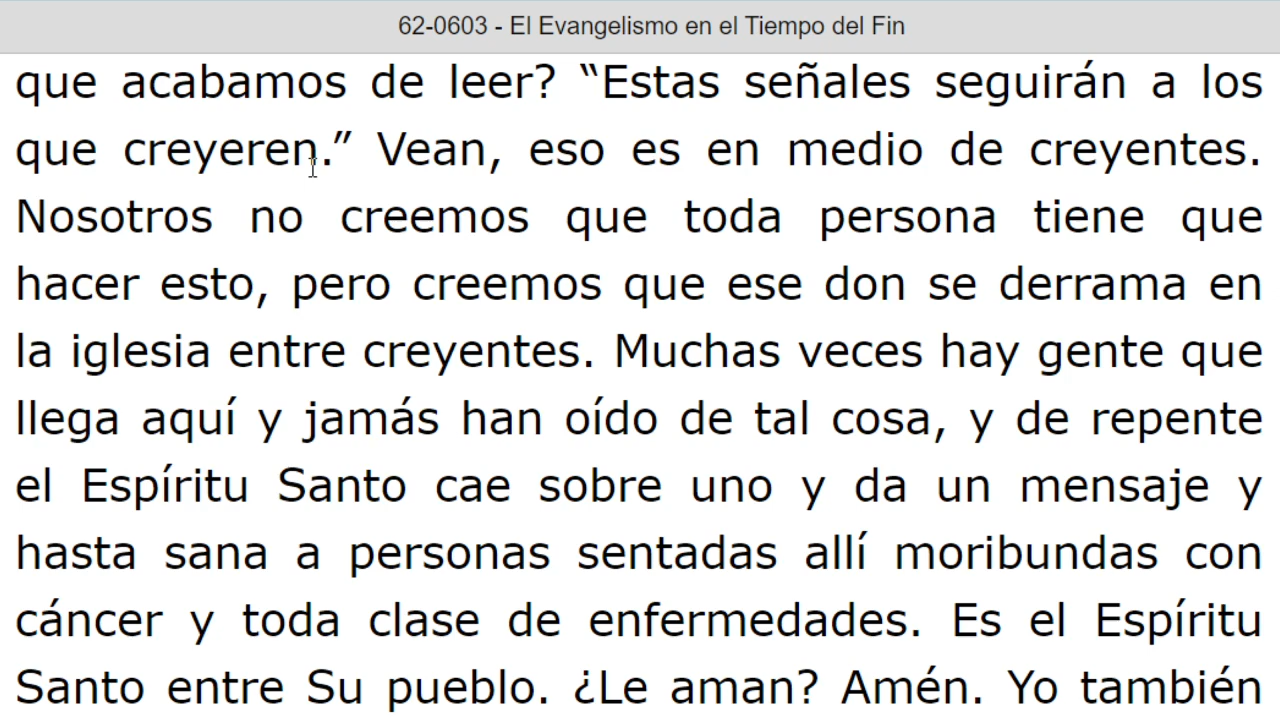 62-0603 - El Evangelismo en el Tiempo del Fin
que acabamos de leer? “Estas señales seguirán a los
que creyeren.” Vean, eso es en medio de creyentes.
Nosotros no creemos que toda persona tiene que
hacer esto, pero creemos que ese don se derrama en
la iglesia entre creyentes. Muchas veces hay gente que
llega aquí y jamás han oído de tal cosa, y de repente
el Espíritu Santo cae sobre uno y da un mensaje y
hasta sana a personas sentadas allí moribundas con
cáncer y toda clase de enfermedades. Es el Espíritu
Santo entre Su pueblo. ¿Le aman? Amén. Yo también